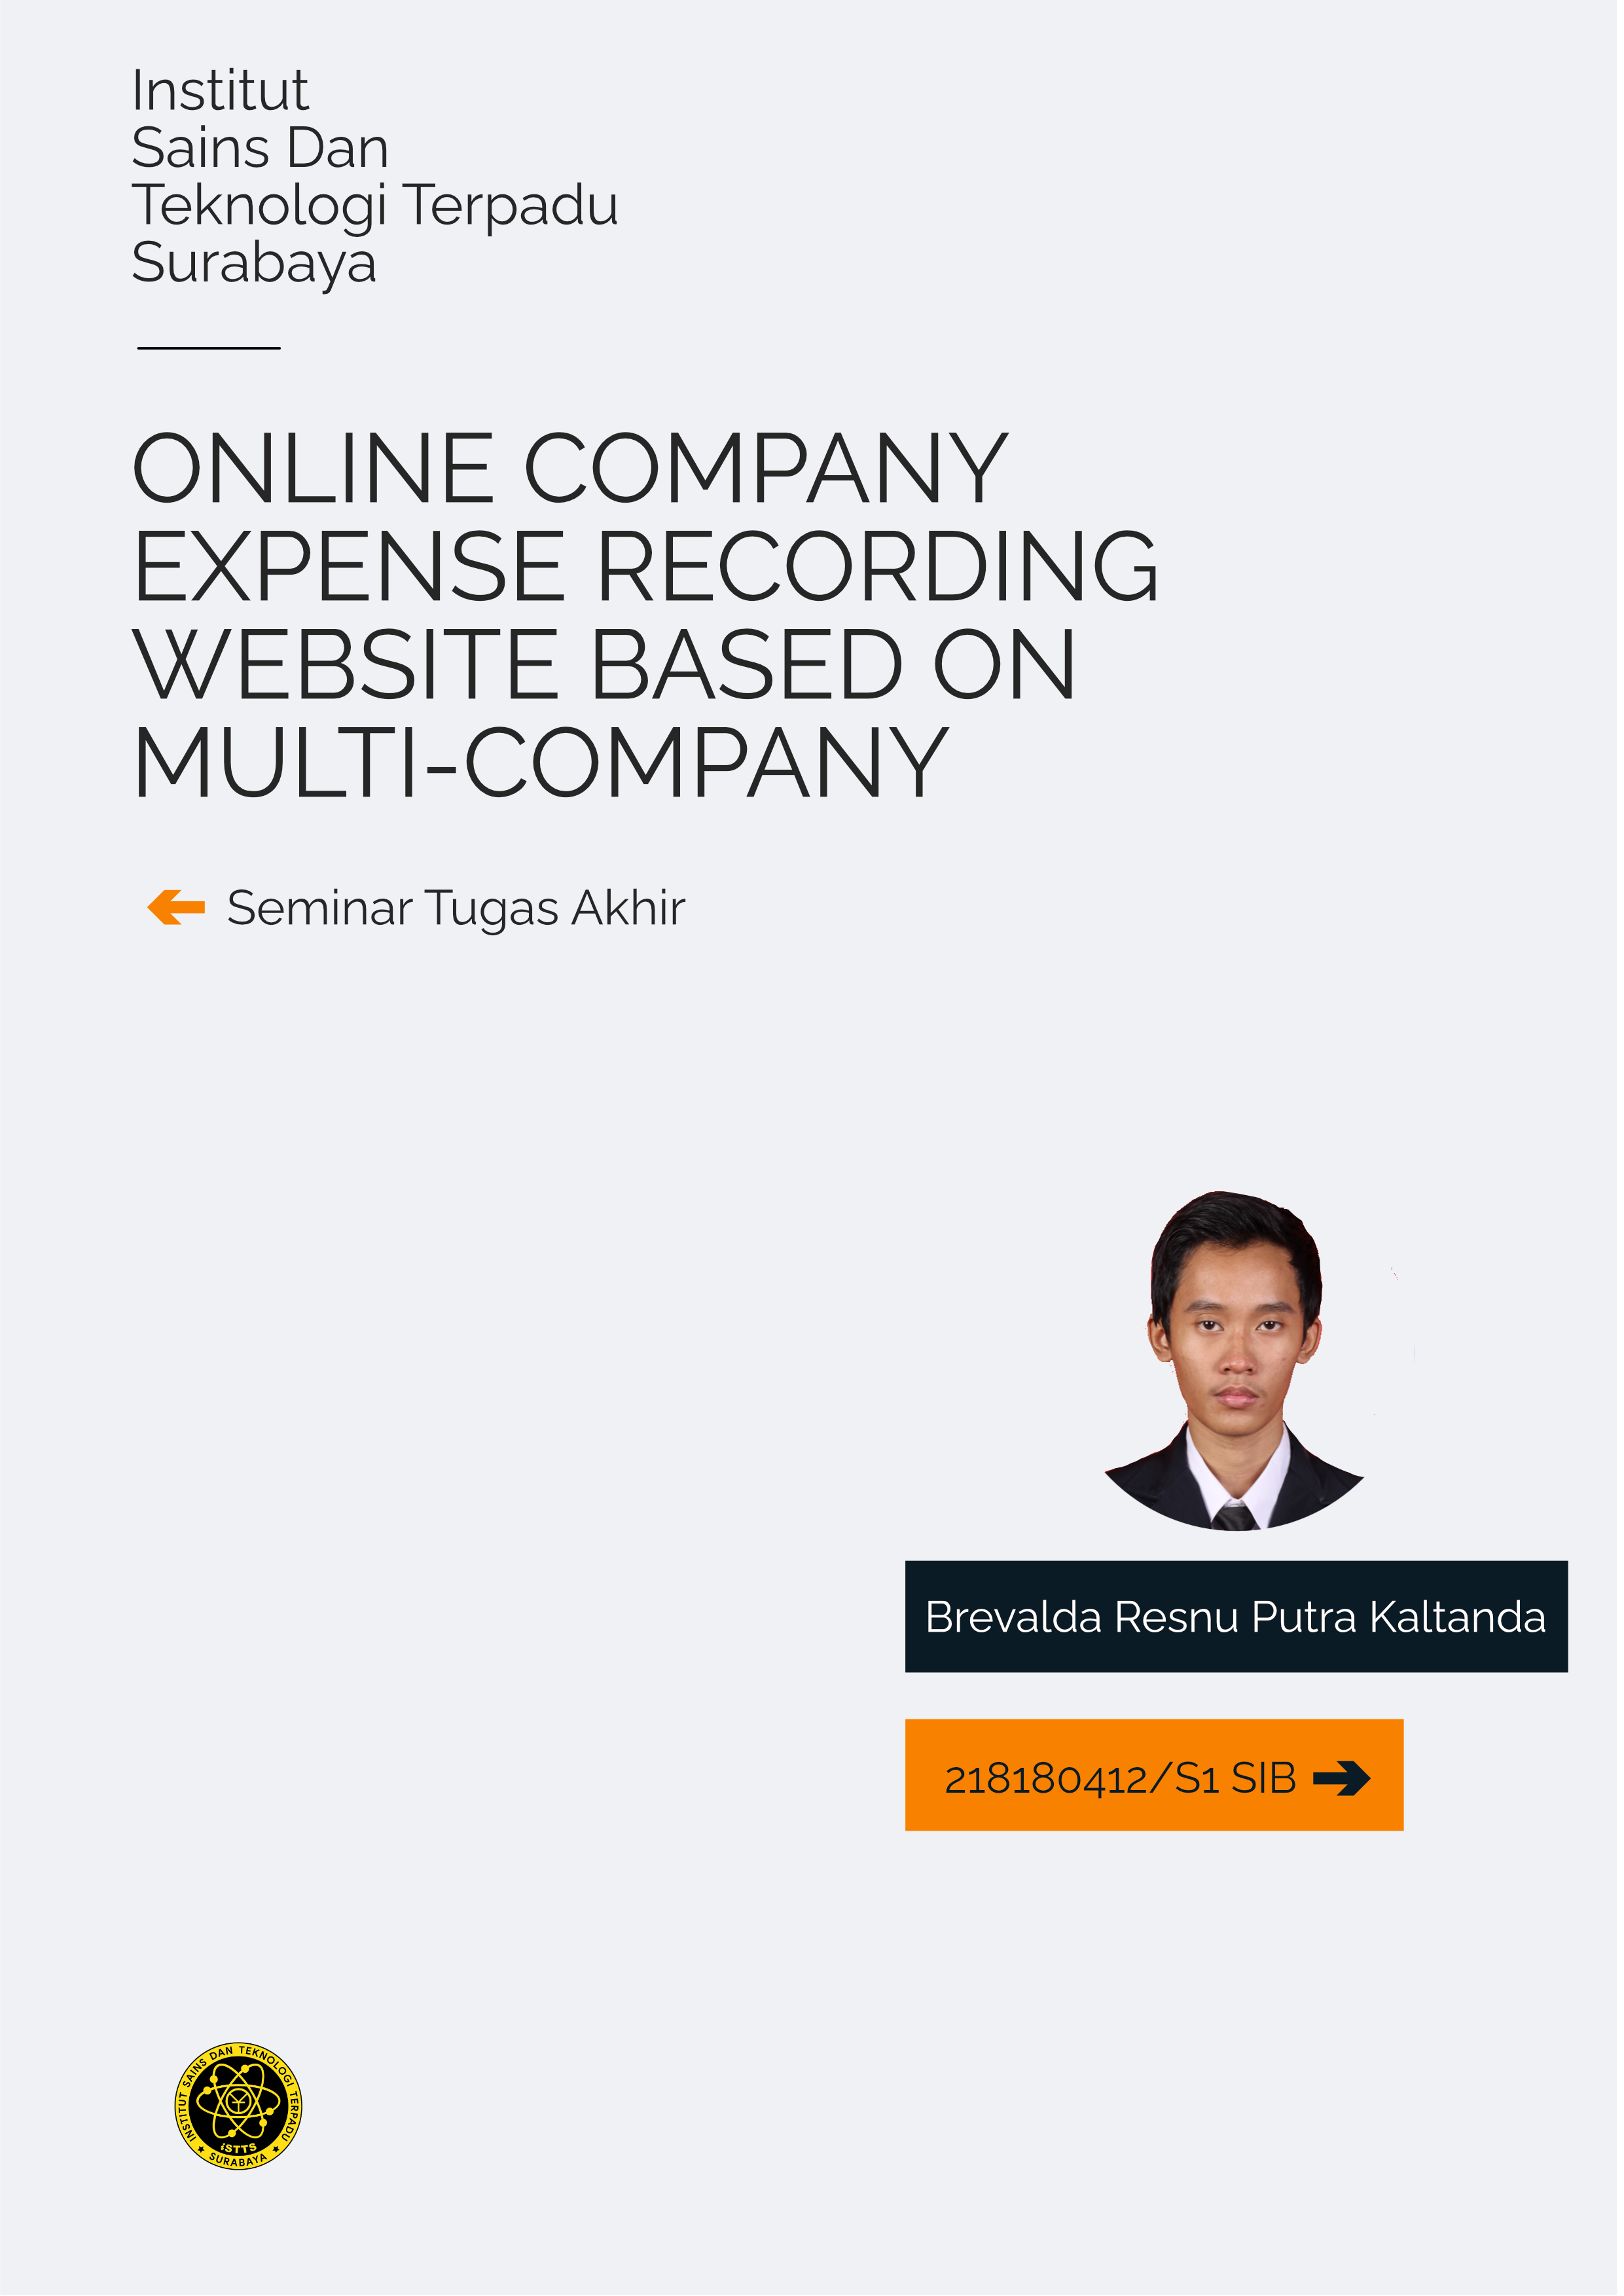 Institut
Sains Dan
Teknologi Terpadu
Surabaya
ONLINE COMPANY
EXPENSE RECORDING
WEBSITE BASED ON
MULTI-COMPANY
Seminar Tugas Akhir
Brevalda Resnu Putra Kaltanda
218180412/S1 SIB
INSTITUT SAINS DAN TEKNOLOGI TERPADU
iSTTS
SURABAYA